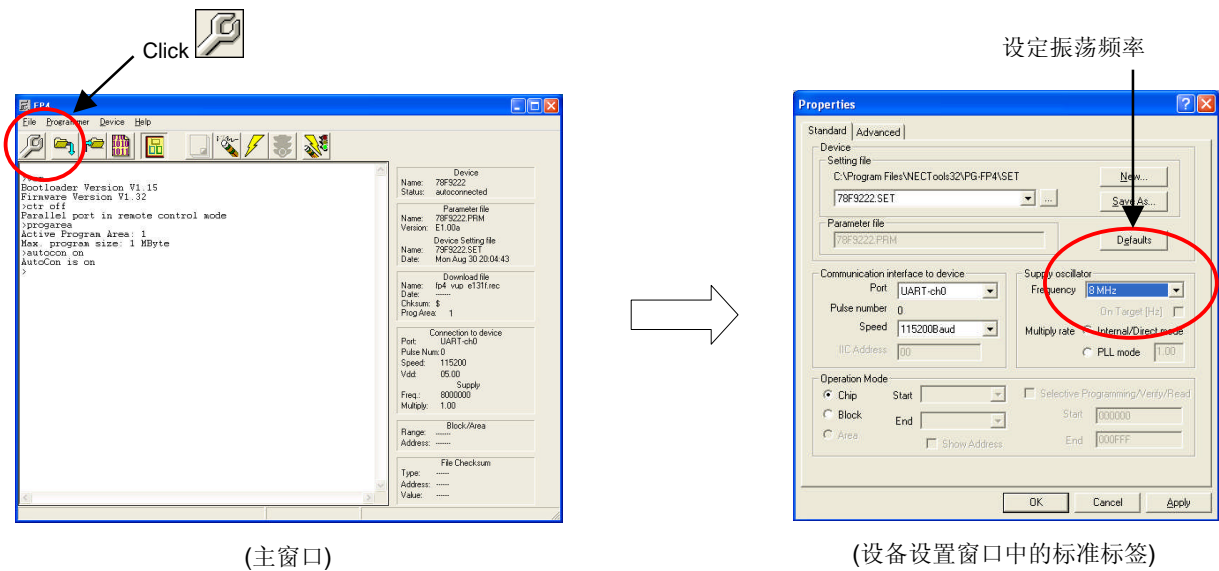 Click
设定振荡频率
FP4
File Programmer Device Help
Bootloader Version V1.15
Firmware Version V1.32
>ctr off
Parallel port in remote control mode
>progarea
Active Program Area: 1
Max. program size: 1 MByte
>autocon on
AutoCon is on
>
Device
Name: 78F9222
Status: autoconnected
Parameter file
Name: 78F9222.PRM
Version: E1.00a
Device Setting file
Name: 79F9222.SET
Date: Mon Aug 30 20:04:43
Download file
Name: fp4_vup_e131f.rec
Date: ------
Chksum: $
Prog Area: 1
Connection to device
Port: UART-ch0
Pulse Num: 0
Speed: 115200
Vdd: 05.00
Supply
Freq.: 8000000
Multiply: 1.00
Block/Area
Range: ------
Address: ------
File Checksum
Type: ------
Address: ------
Value: ------
(主窗口)
Properties
Standard Advanced
Device
Setting file
C:\Program Files\NECTools32\PG-FP4\SET
New...
78F9222.SET
...
Save As...
Parameter file
78F9222.PRM
Defaults
Communication interface to device
Port UART-ch0
Pulse number 0
Speed 115200Baud
IIC Address 00
Supply oscillator
Frequency 8 MHz
On Target [Hz]
Multiply rate Internal/Direct mode
PLL mode 1.00
Operation Mode
Chip Start
Block End
Area
Show Address
Selective Programming/Verify/Read
Start 000000
End 000FFF
OK Cancel Apply
(设备设置窗口中的标准标签)